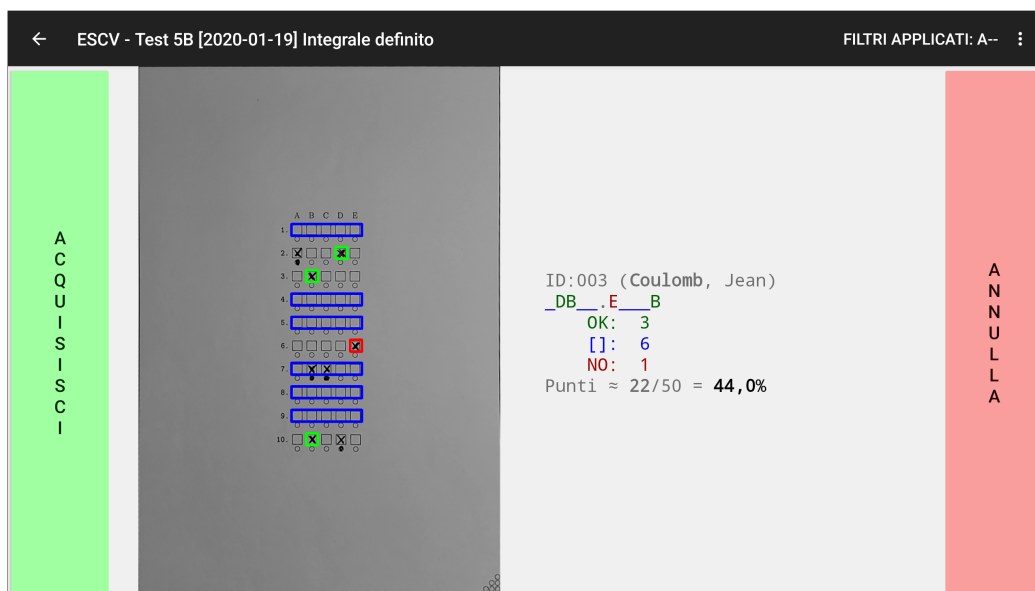 ← ESCV - Test 5B [2020-01-19] Integrale definito
FILTRI APPLICATI: A--
ACQUISISCI
A B C D E
1.
2.
3.
4.
5.
6.
7.
8.
9.
10.
ID:003 (Coulomb, Jean)
_DB__.E___B
OK: 3
[]: 6
NO: 1
Punti ≈ 22/50 = 44,0%
ANNULLA